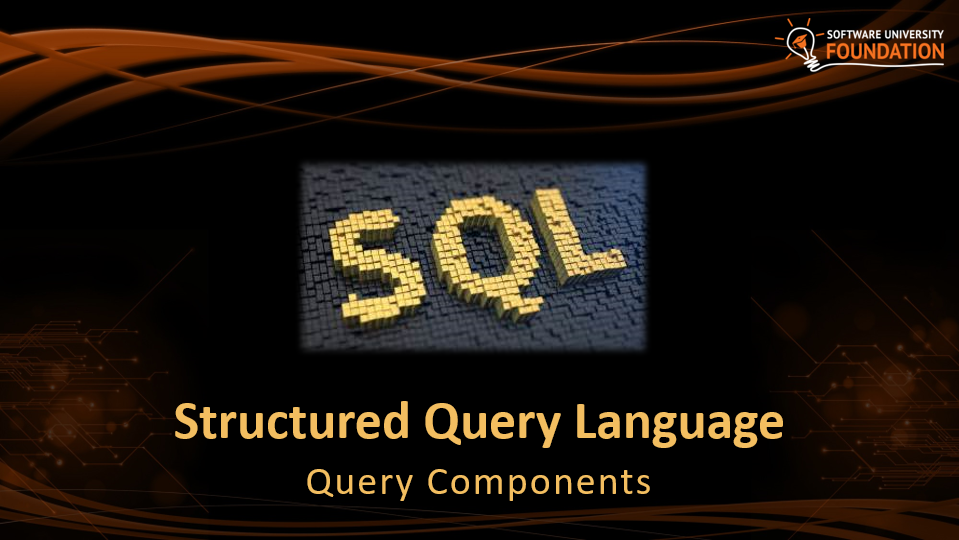 SOFTWARE UNIVERSITY
FOUNDATION
SQL
Structured Query Language
Query Components